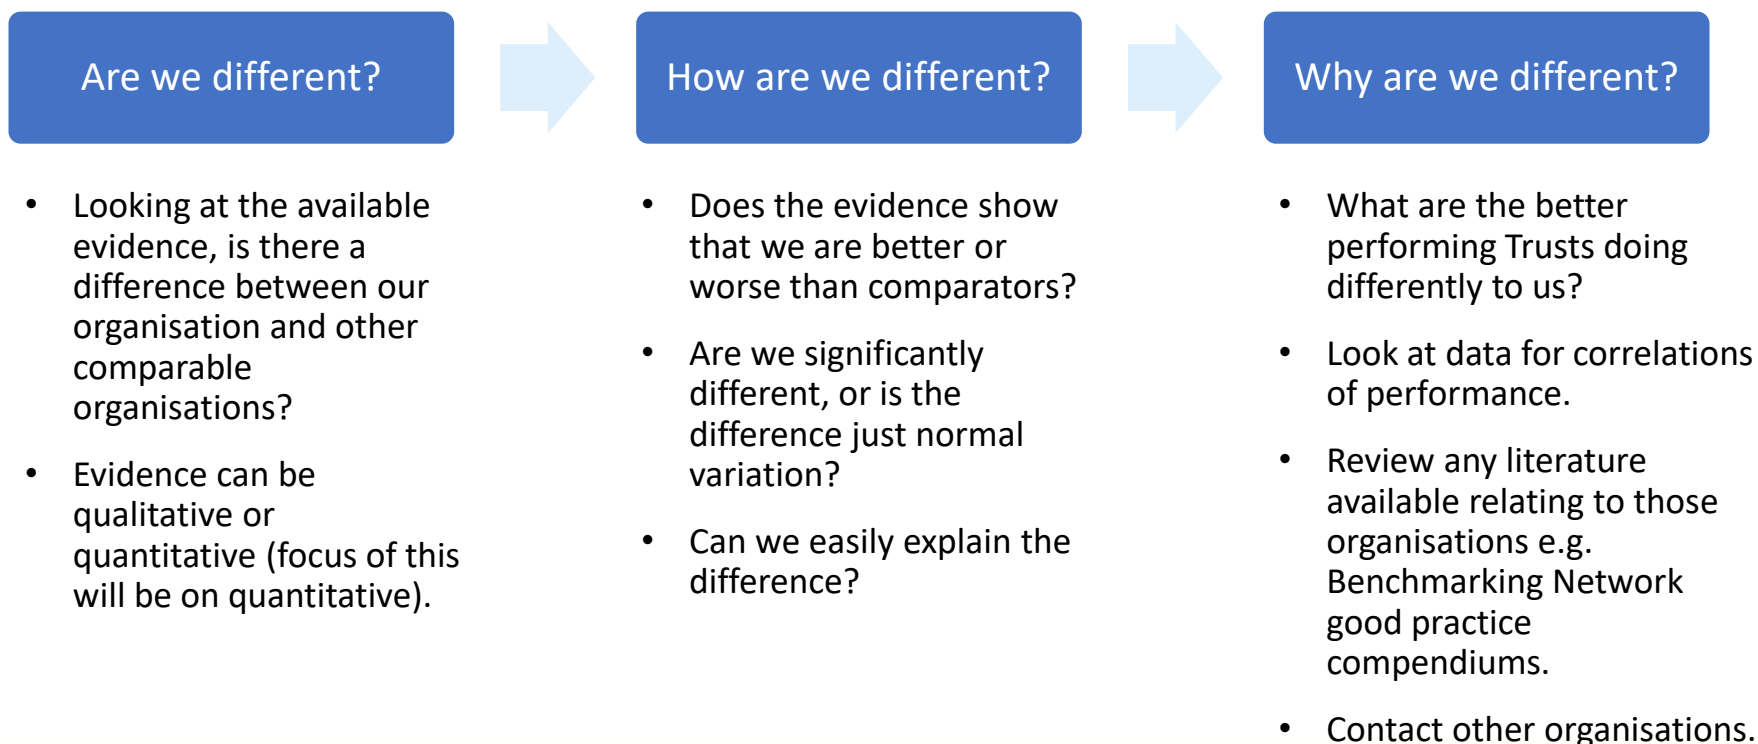 Are we different?
• Looking at the available
evidence, is there a
difference between our
organisation and other
comparable
organisations?
• Evidence can be
qualitative or
quantitative (focus of this
will be on quantitative).
How are we different?
• Does the evidence show
that we are better or
worse than comparators?
• Are we significantly
different, or is the
difference just normal
variation?
• Can we easily explain the
difference?
Why are we different?
• What are the better
performing Trusts doing
differently to us?
• Look at data for correlations
of performance.
• Review any literature
available relating to those
organisations e.g.
Benchmarking Network
good practice
compendiums.
• Contact other organisations.